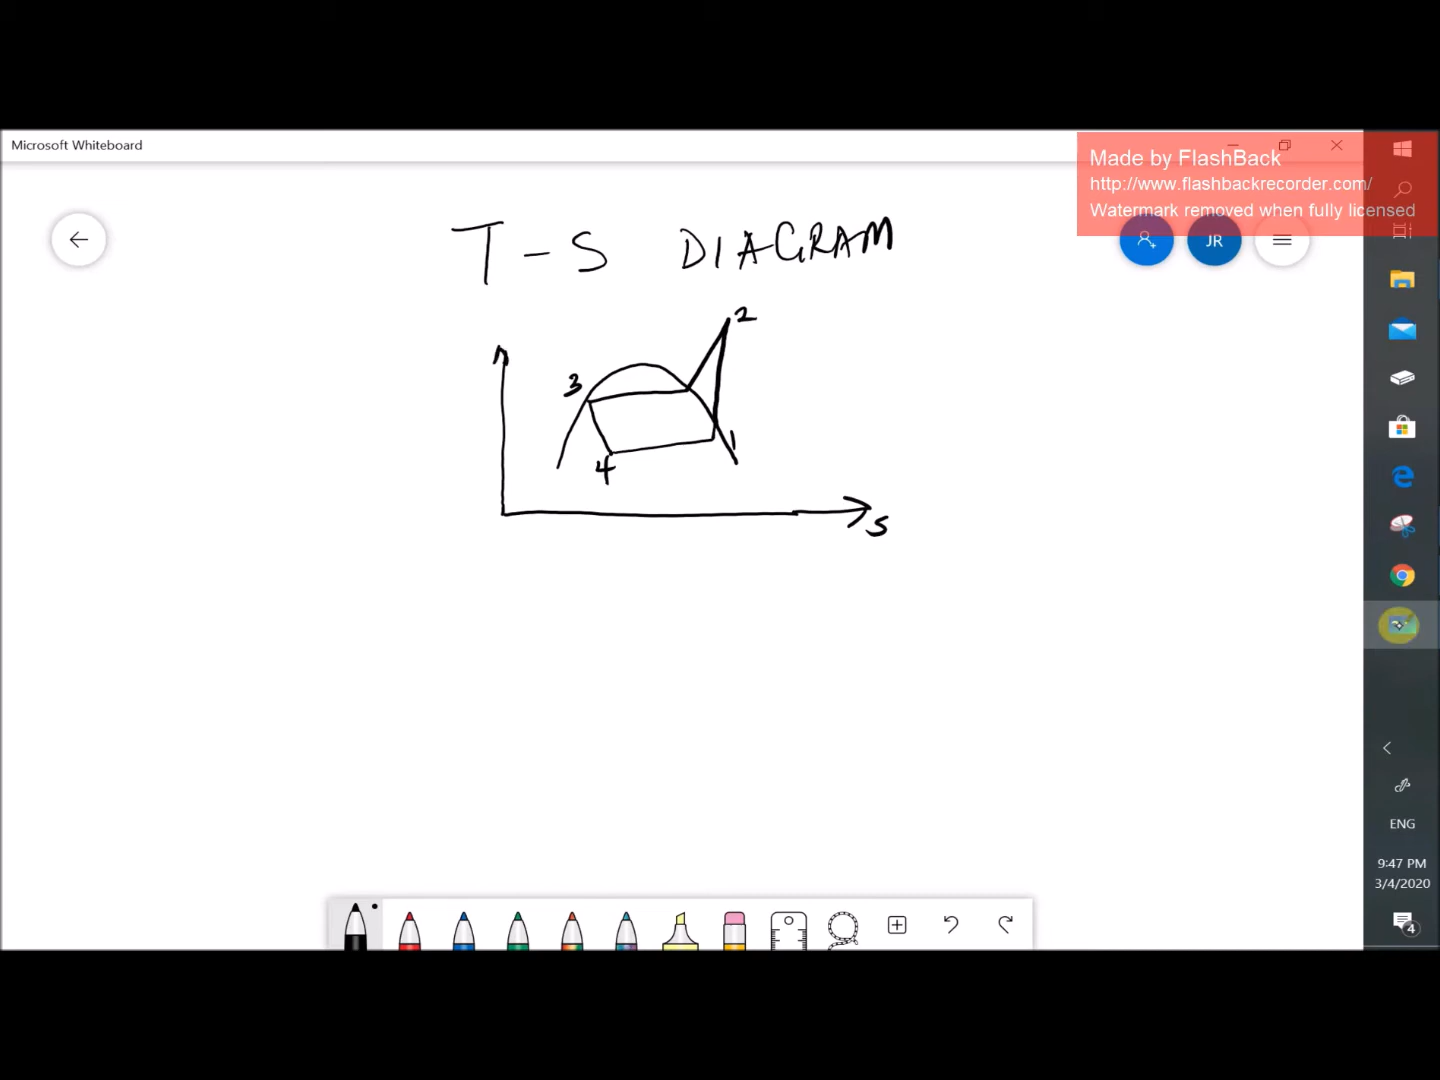 Microsoft Whiteboard
Made by FlashBack
http://www.flashbackrecorder.com/
Watermark removed when fully licensed
JR
T-S DIAGRAM
2
3
1
4
S
ENG
9:47 PM
3/4/2020
4